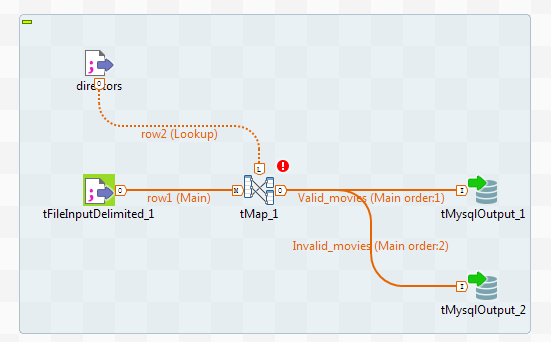 directors
row2 (Lookup)
row1 (Main)
Valid_movies (Main order:1)
tFileInputDelimited_1
tMap_1
tMysqlOutput_1
Invalid_movies (Main order:2)
tMysqlOutput_2